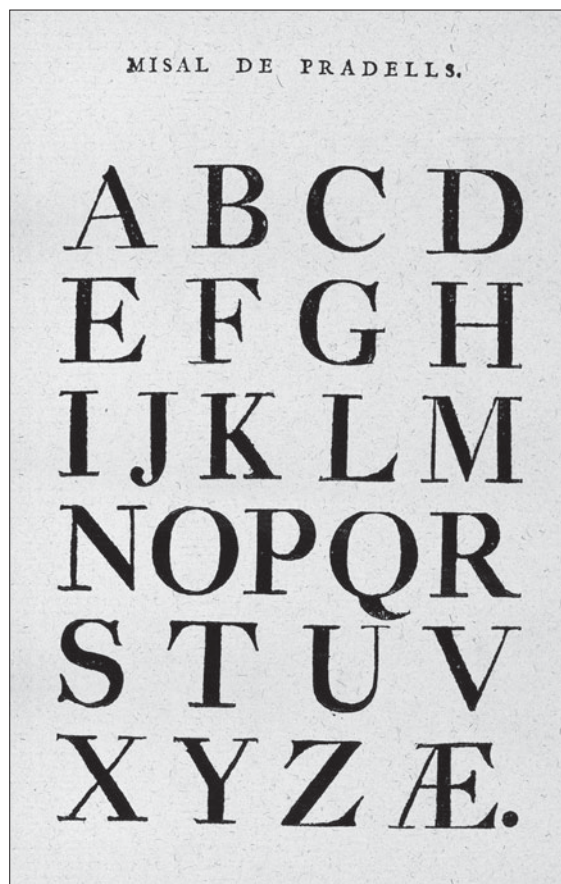 MISAL DE PRADELLS.
A B C D
E F G H
I J K L M
N O P Q R
S T U V
X Y Z Æ.